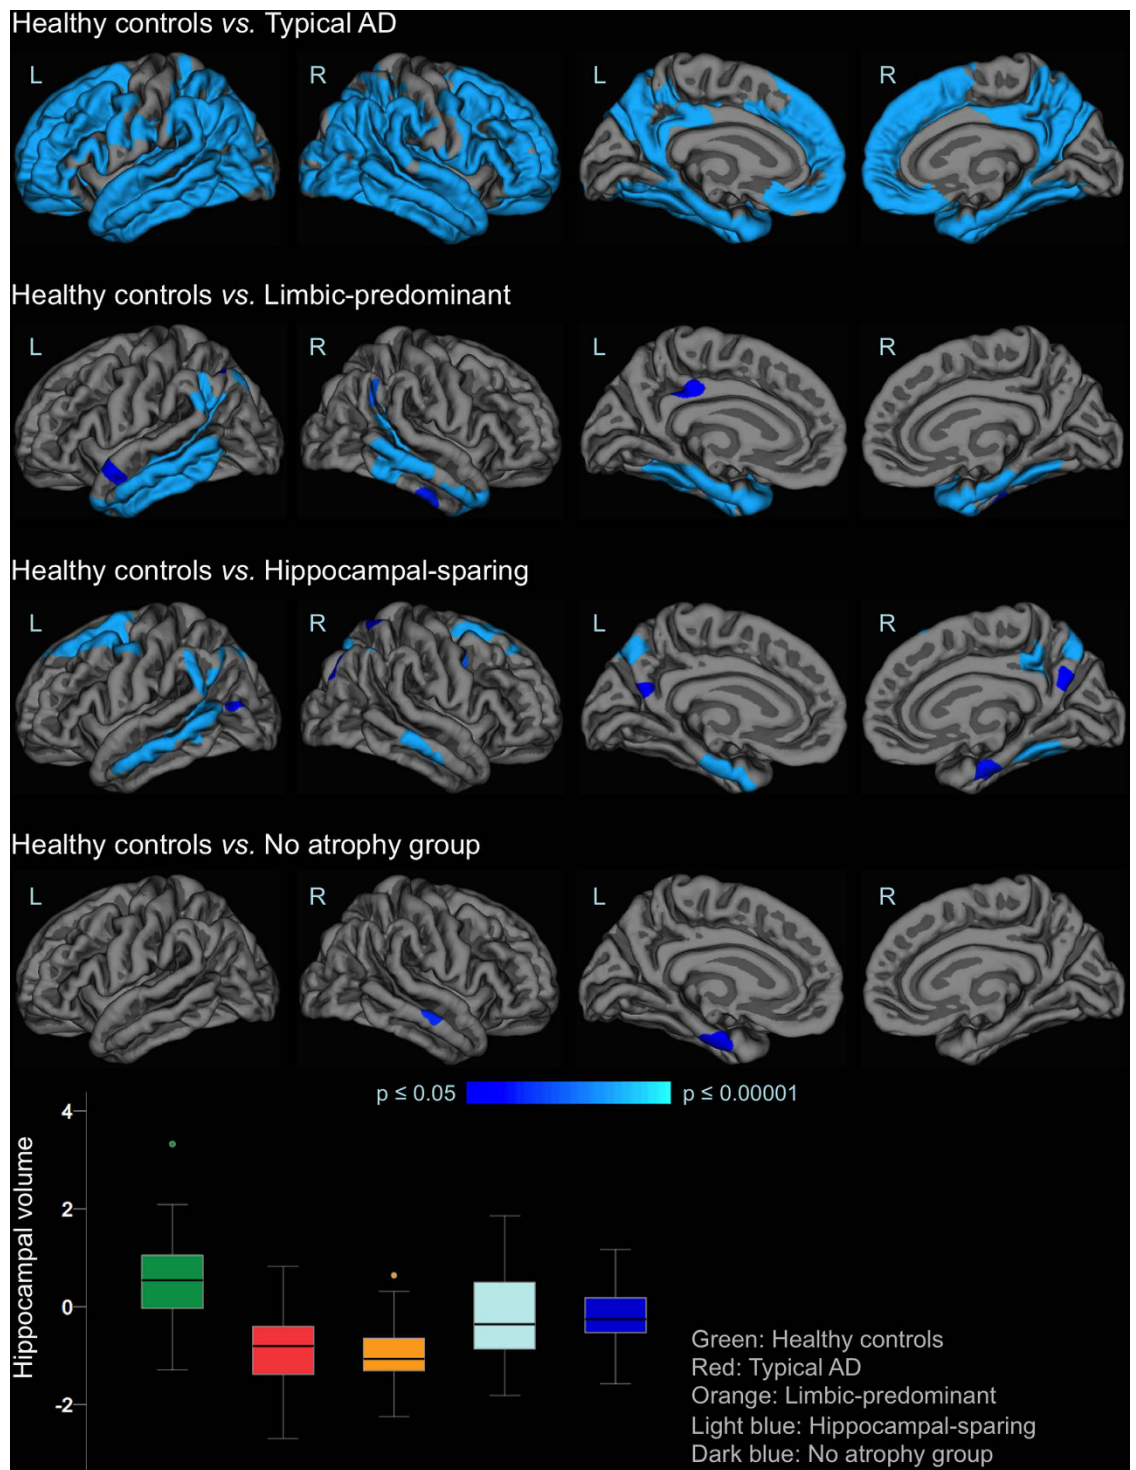 Healthy controls vs. Typical AD
L R L R
Healthy controls vs. Limbic-predominant
L R L R
Healthy controls vs. Hippocampal-sparing
L R L R
Healthy controls vs. No atrophy group
L R L R
p ≤ 0.05 p ≤ 0.00001
Hippocampal volume
4
2
0
-2
Green: Healthy controls
Red: Typical AD
Orange: Limbic-predominant
Light blue: Hippocampal-sparing
Dark blue: No atrophy group